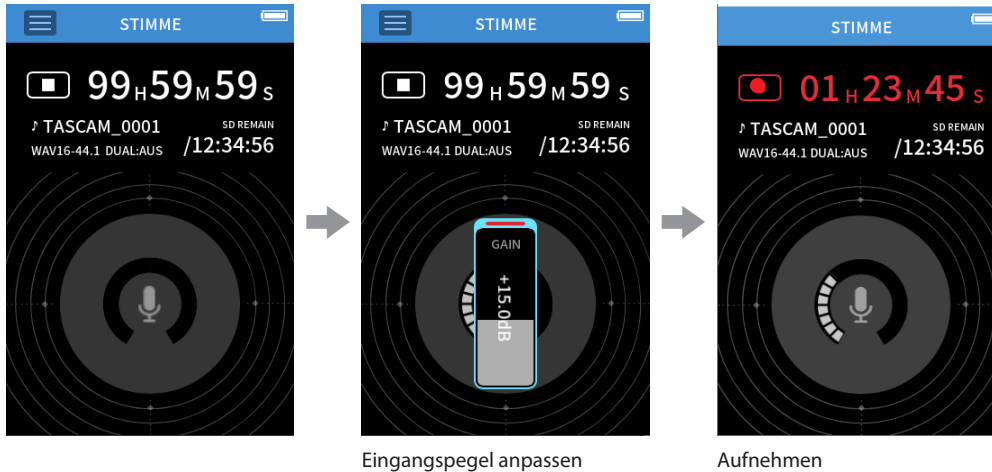 STIMME
99H59M59S
♪ TASCAM_0001
SD REMAIN
WAV16-44.1 DUAL:AUS
/12:34:56
STIMME
99H59M59S
♪ TASCAM_0001
SD REMAIN
WAV16-44.1 DUAL:AUS
/12:34:56
GAIN
+15.0dB
Eingangspegel anpassen
STIMME
01H23M45S
♪ TASCAM_0001
SD REMAIN
WAV16-44.1 DUAL:AUS
/12:34:56
Aufnehmen